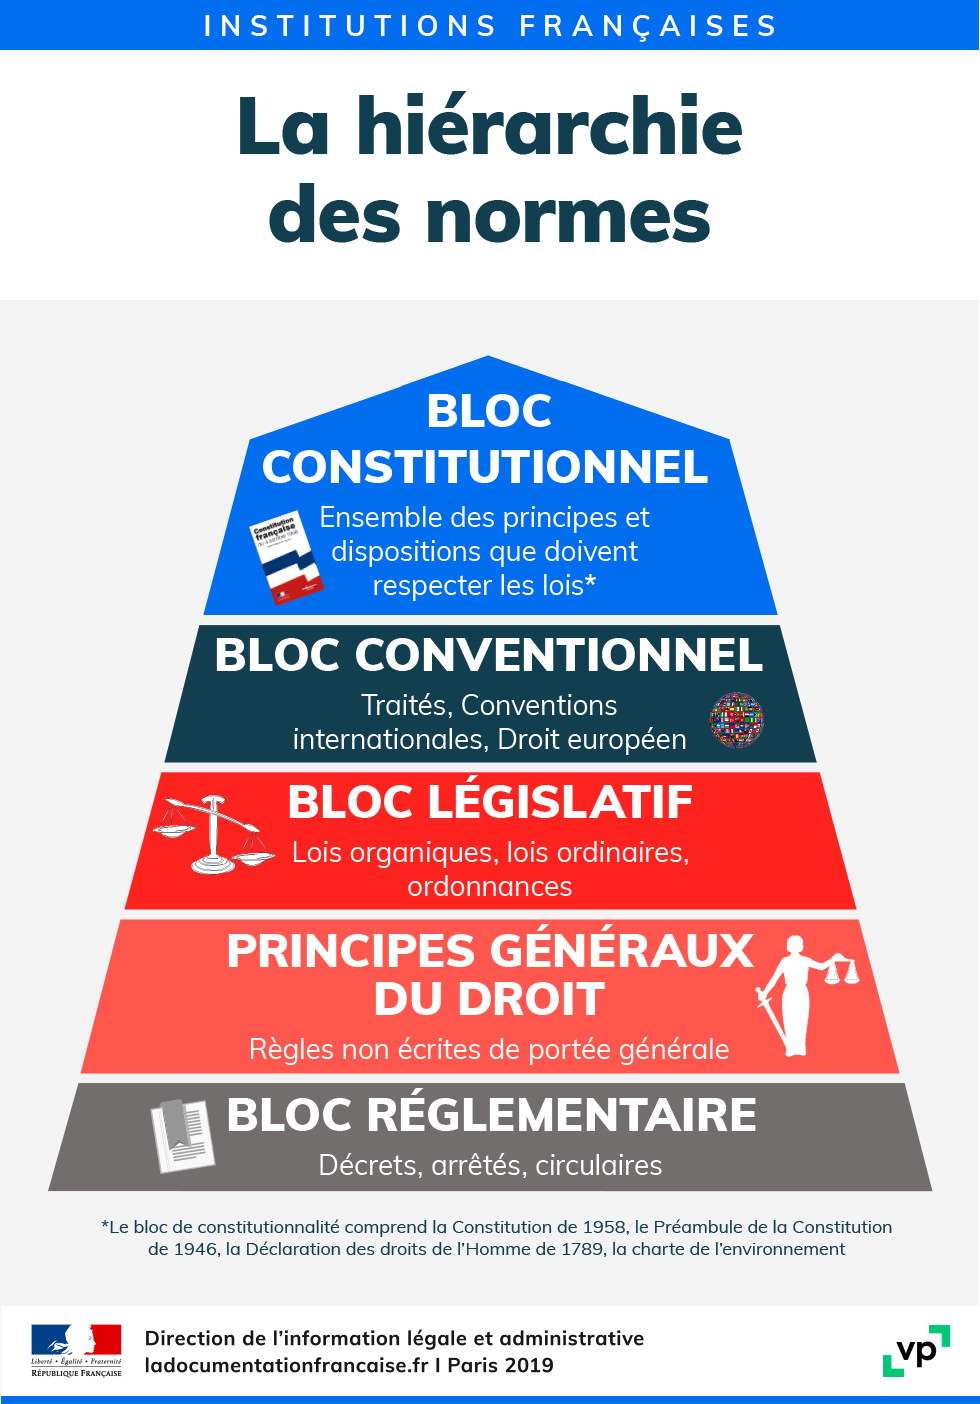 INSTITUTIONS FRANÇAISES
La hiérarchie
des normes
BLOC
CONSTITUTIONNEL
Ensemble des principes et
dispositions que doivent
respecter les lois*
Constitution
française
du 4 octobre 1958
BLOC CONVENTIONNEL
Traités, Conventions
internationales, Droit européen
BLOC LÉGISLATIF
Lois organiques, lois ordinaires,
ordonnances
PRINCIPES GÉNÉRAUX
DU DROIT
Règles non écrites de portée générale
BLOC RÉGLEMENTAIRE
Décrets, arrêtés, circulaires
*Le bloc de constitutionnalité comprend la Constitution de 1958, le Préambule de la Constitution
de 1946, la Déclaration des droits de l'Homme de 1789, la charte de l'environnement
Liberté • Égalité • Fraternité
RÉPUBLIQUE FRANÇAISE
Direction de l'information légale et administrative
ladocumentationfrancaise.fr I Paris 2019
vp